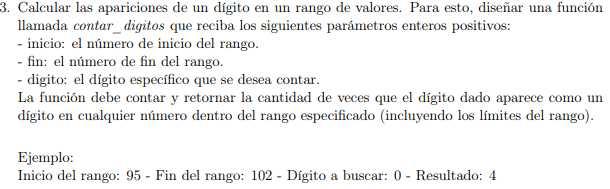 3. Calcular las apariciones de un dígito en un rango de valores. Para esto, diseñar una función
llamada contar_digitos que reciba los siguientes parámetros enteros positivos:
- inicio: el número de inicio del rango.
- fin: el número de fin del rango.
- digito: el dígito específico que se desea contar.
La función debe contar y retornar la cantidad de veces que el dígito dado aparece como un
dígito en cualquier número dentro del rango especificado (incluyendo los límites del rango).
Ejemplo:
Inicio del rango: 95 - Fin del rango: 102 - Dígito a buscar: 0 - Resultado: 4